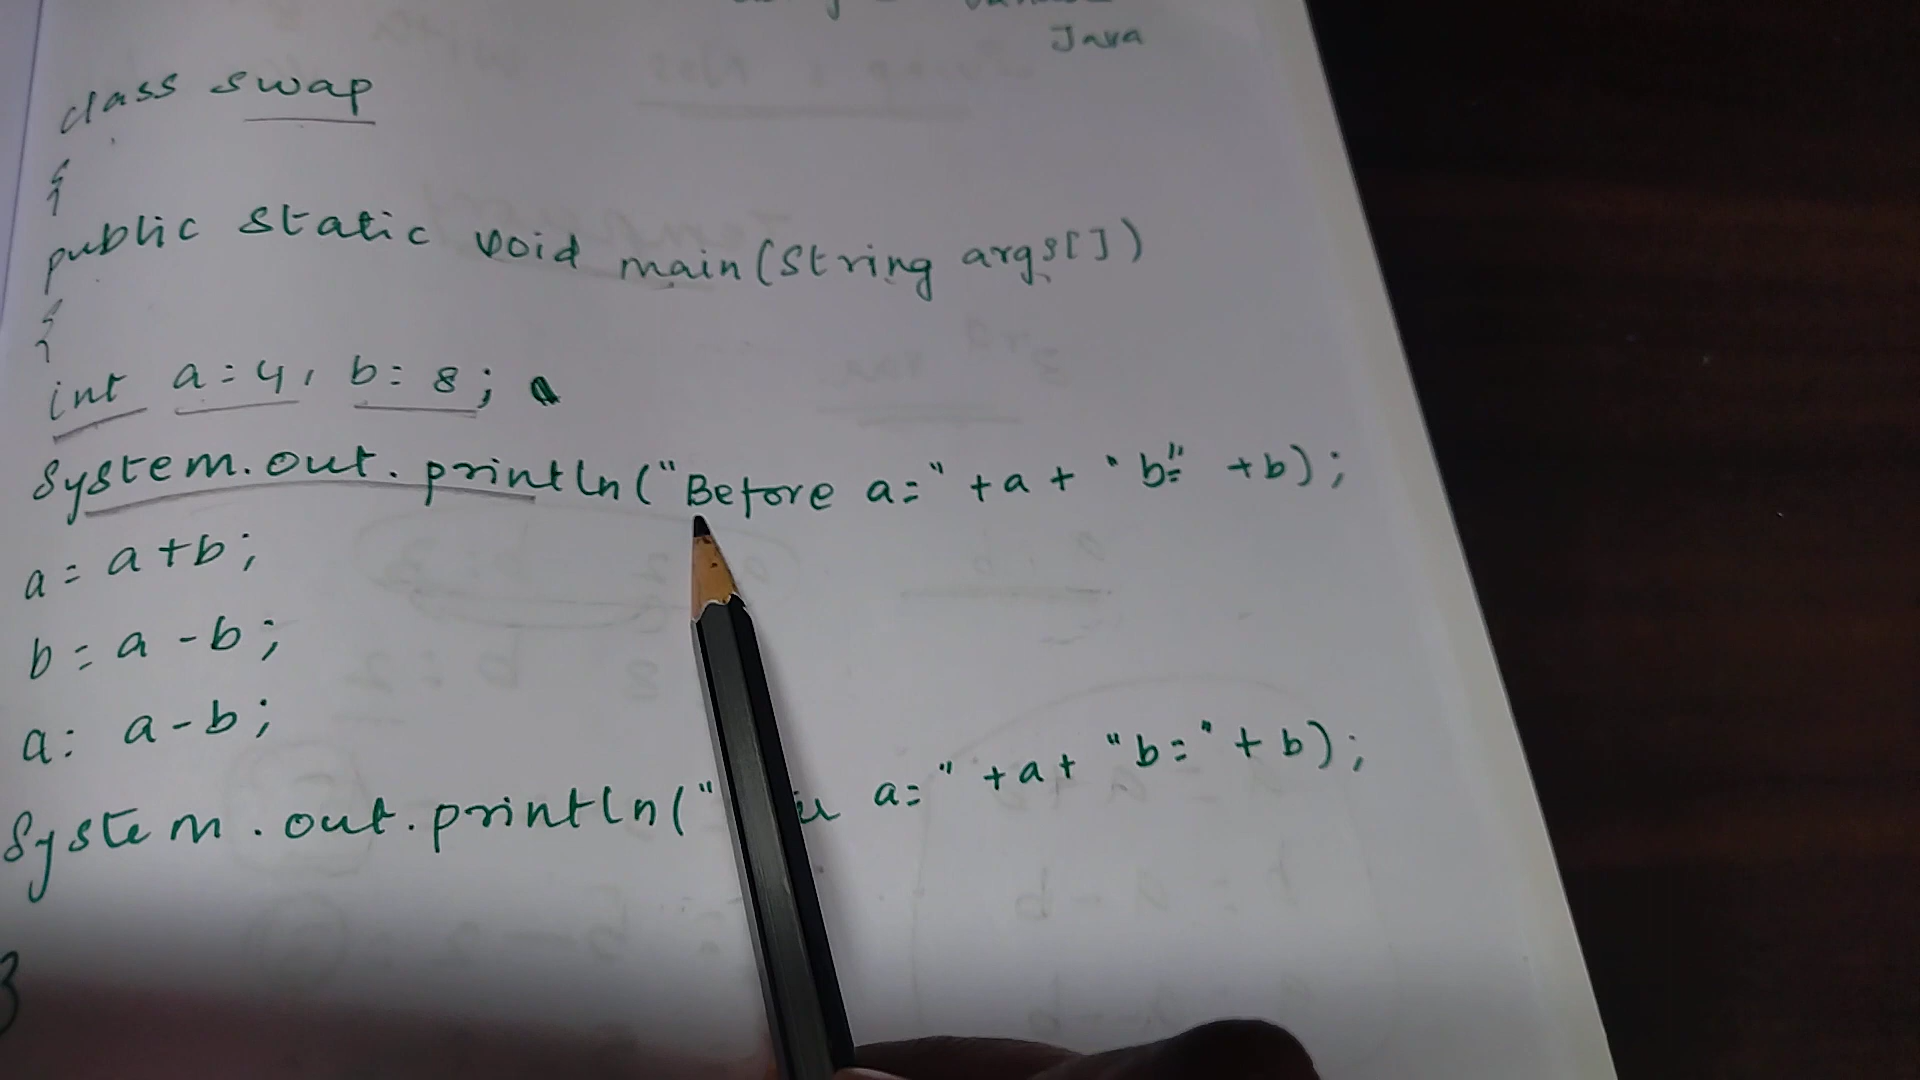 Java
class swap
{
public static void main(String args[])
{
int a=4, b=8;
System.out.println("Before a=" +a+ "b=" +b);
a=a+b;
b=a-b;
a=a-b;
System.out.println(" a=" +a+ "b=" +b);
}